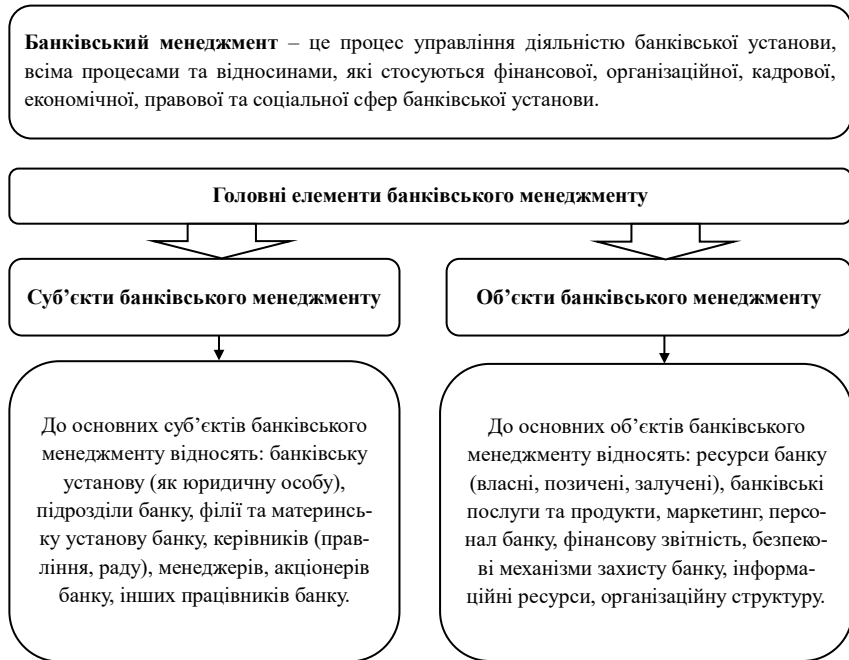 Банківський менеджмент – це процес управління діяльністю банківської установи,
всіма процесами та відносинами, які стосуються фінансової, організаційної, кадрової,
економічної, правової та соціальної сфер банківської установи.
Головні елементи банківського менеджменту
Суб’єкти банківського менеджменту
Об’єкти банківського менеджменту
До основних суб’єктів банківського
менеджменту відносять: банківську
установу (як юридичну особу),
підрозділи банку, філії та материнсь-
ку установу банку, керівників (прав-
ління, раду), менеджерів, акціонерів
банку, інших працівників банку.
До основних об’єктів банківського
менеджменту відносять: ресурси банку
(власні, позичені, залучені), банківські
послуги та продукти, маркетинг, персо-
нал банку, фінансову звітність, безпеко-
ві механізми захисту банку, інформа-
ційні ресурси, організаційну структуру.